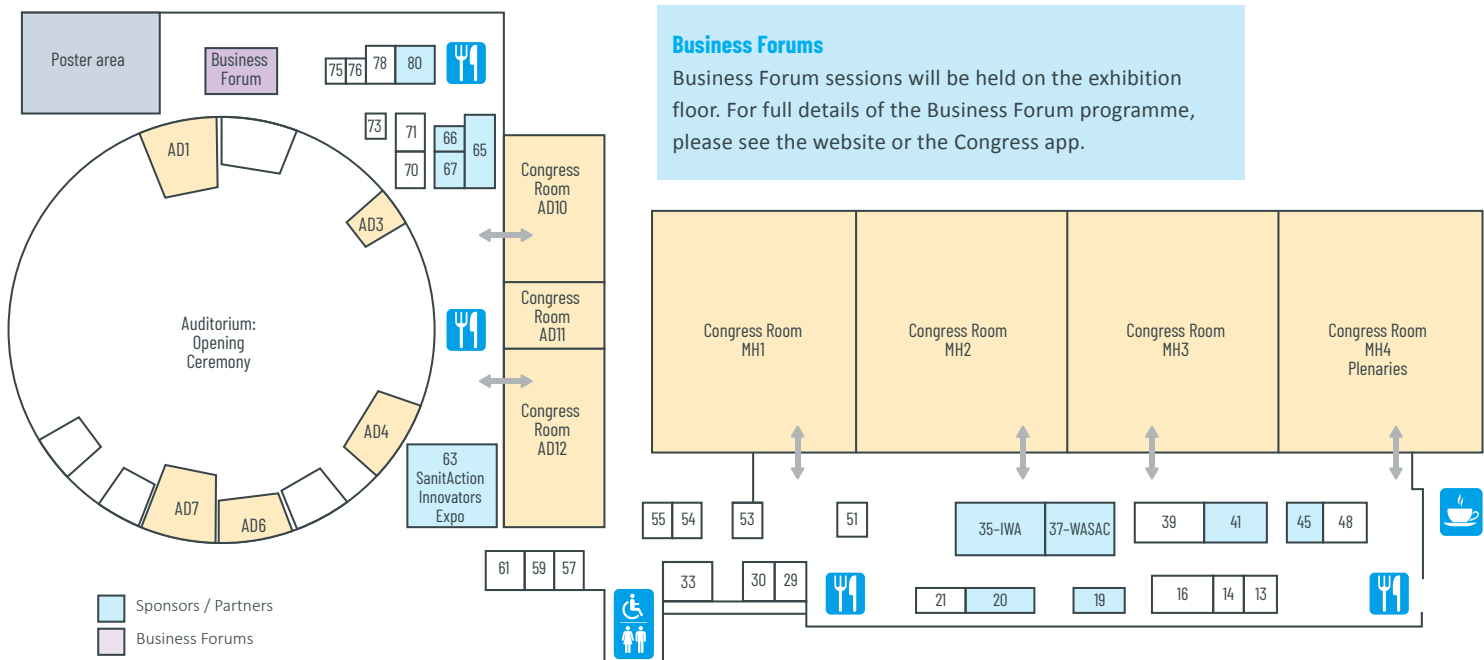 Poster area
Business
Forum
75
76
78
80
Business Forums
Business Forum sessions will be held on the exhibition
floor. For full details of the Business Forum programme,
please see the website or the Congress app.
73
71
66
65
70
67
AD1
AD3
Congress
Room
AD10
Congress
Room
AD11
Auditorium:
Opening
Ceremony
Congress Room
MH1
Congress Room
MH2
Congress Room
MH3
Congress Room
MH4
Plenaries
Congress
Room
AD12
AD4
AD7
AD6
63
SanitAction
Innovators
Expo
55
54
53
51
35–IWA
37–WASAC
39
41
45
48
61
59
57
33
30
29
21
20
19
16
14
13
Sponsors / Partners
Business Forums